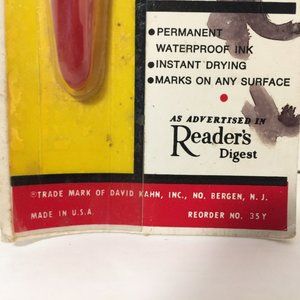 •PERMANENT
WATERPROOF INK
•INSTANT DRYING
•MARKS ON ANY SURFACE
AS ADVERTISED IN
Reader's
Digest
®TRADE MARK OF DAVID KAHN, INC., NO. BERGEN, N. J.
MADE IN U.S.A. REORDER NO. 35Y